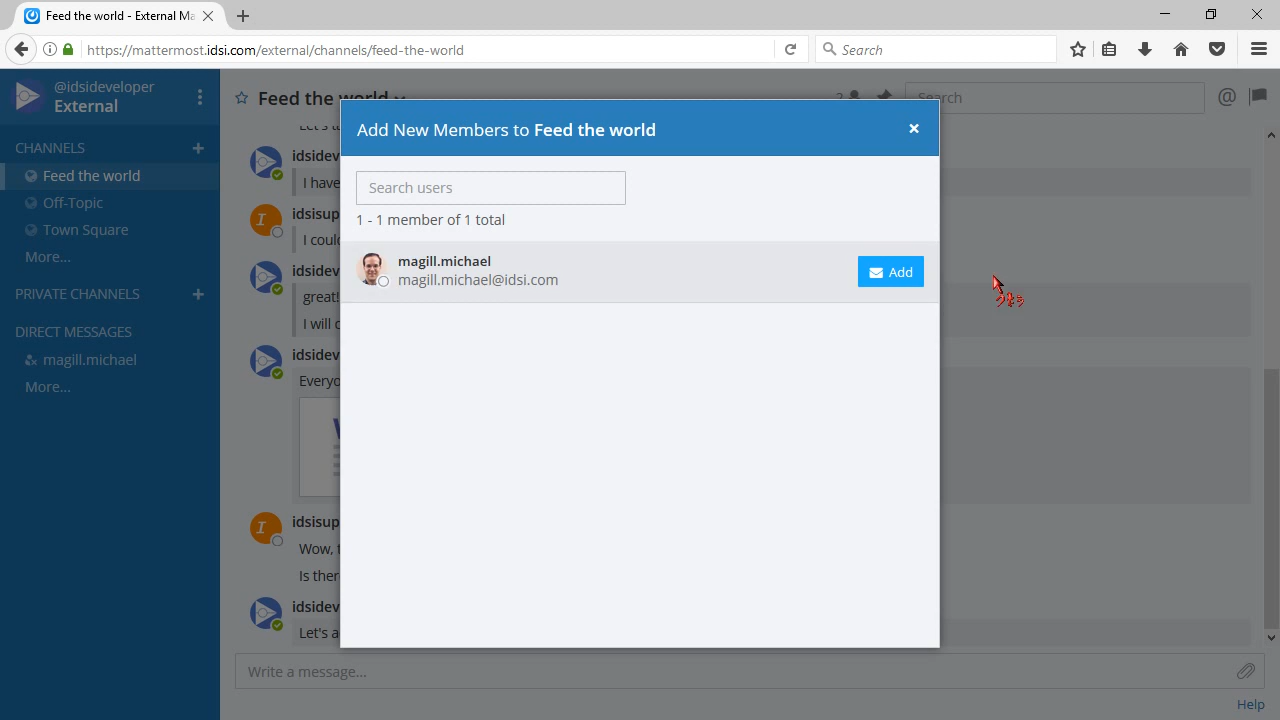 Feed the world - External Ma
https://mattermost.idsi.com/external/channels/feed-the-world
Search
@idsideveloper
External
Feed the world
2
Search
@
CHANNELS
Feed the world
Off-Topic
Town Square
More...
PRIVATE CHANNELS
DIRECT MESSAGES
magill.michael
More...
Add New Members to Feed the world
Search users
1 - 1 member of 1 total
magill.michael
magill.michael@idsi.com
Add
idsidev
I have
idsisup
I coul
idsidev
great!
I will
idsidev
Everyo
idsisup
Wow, t
Is ther
idsidev
Let's a
Write a message...
Help